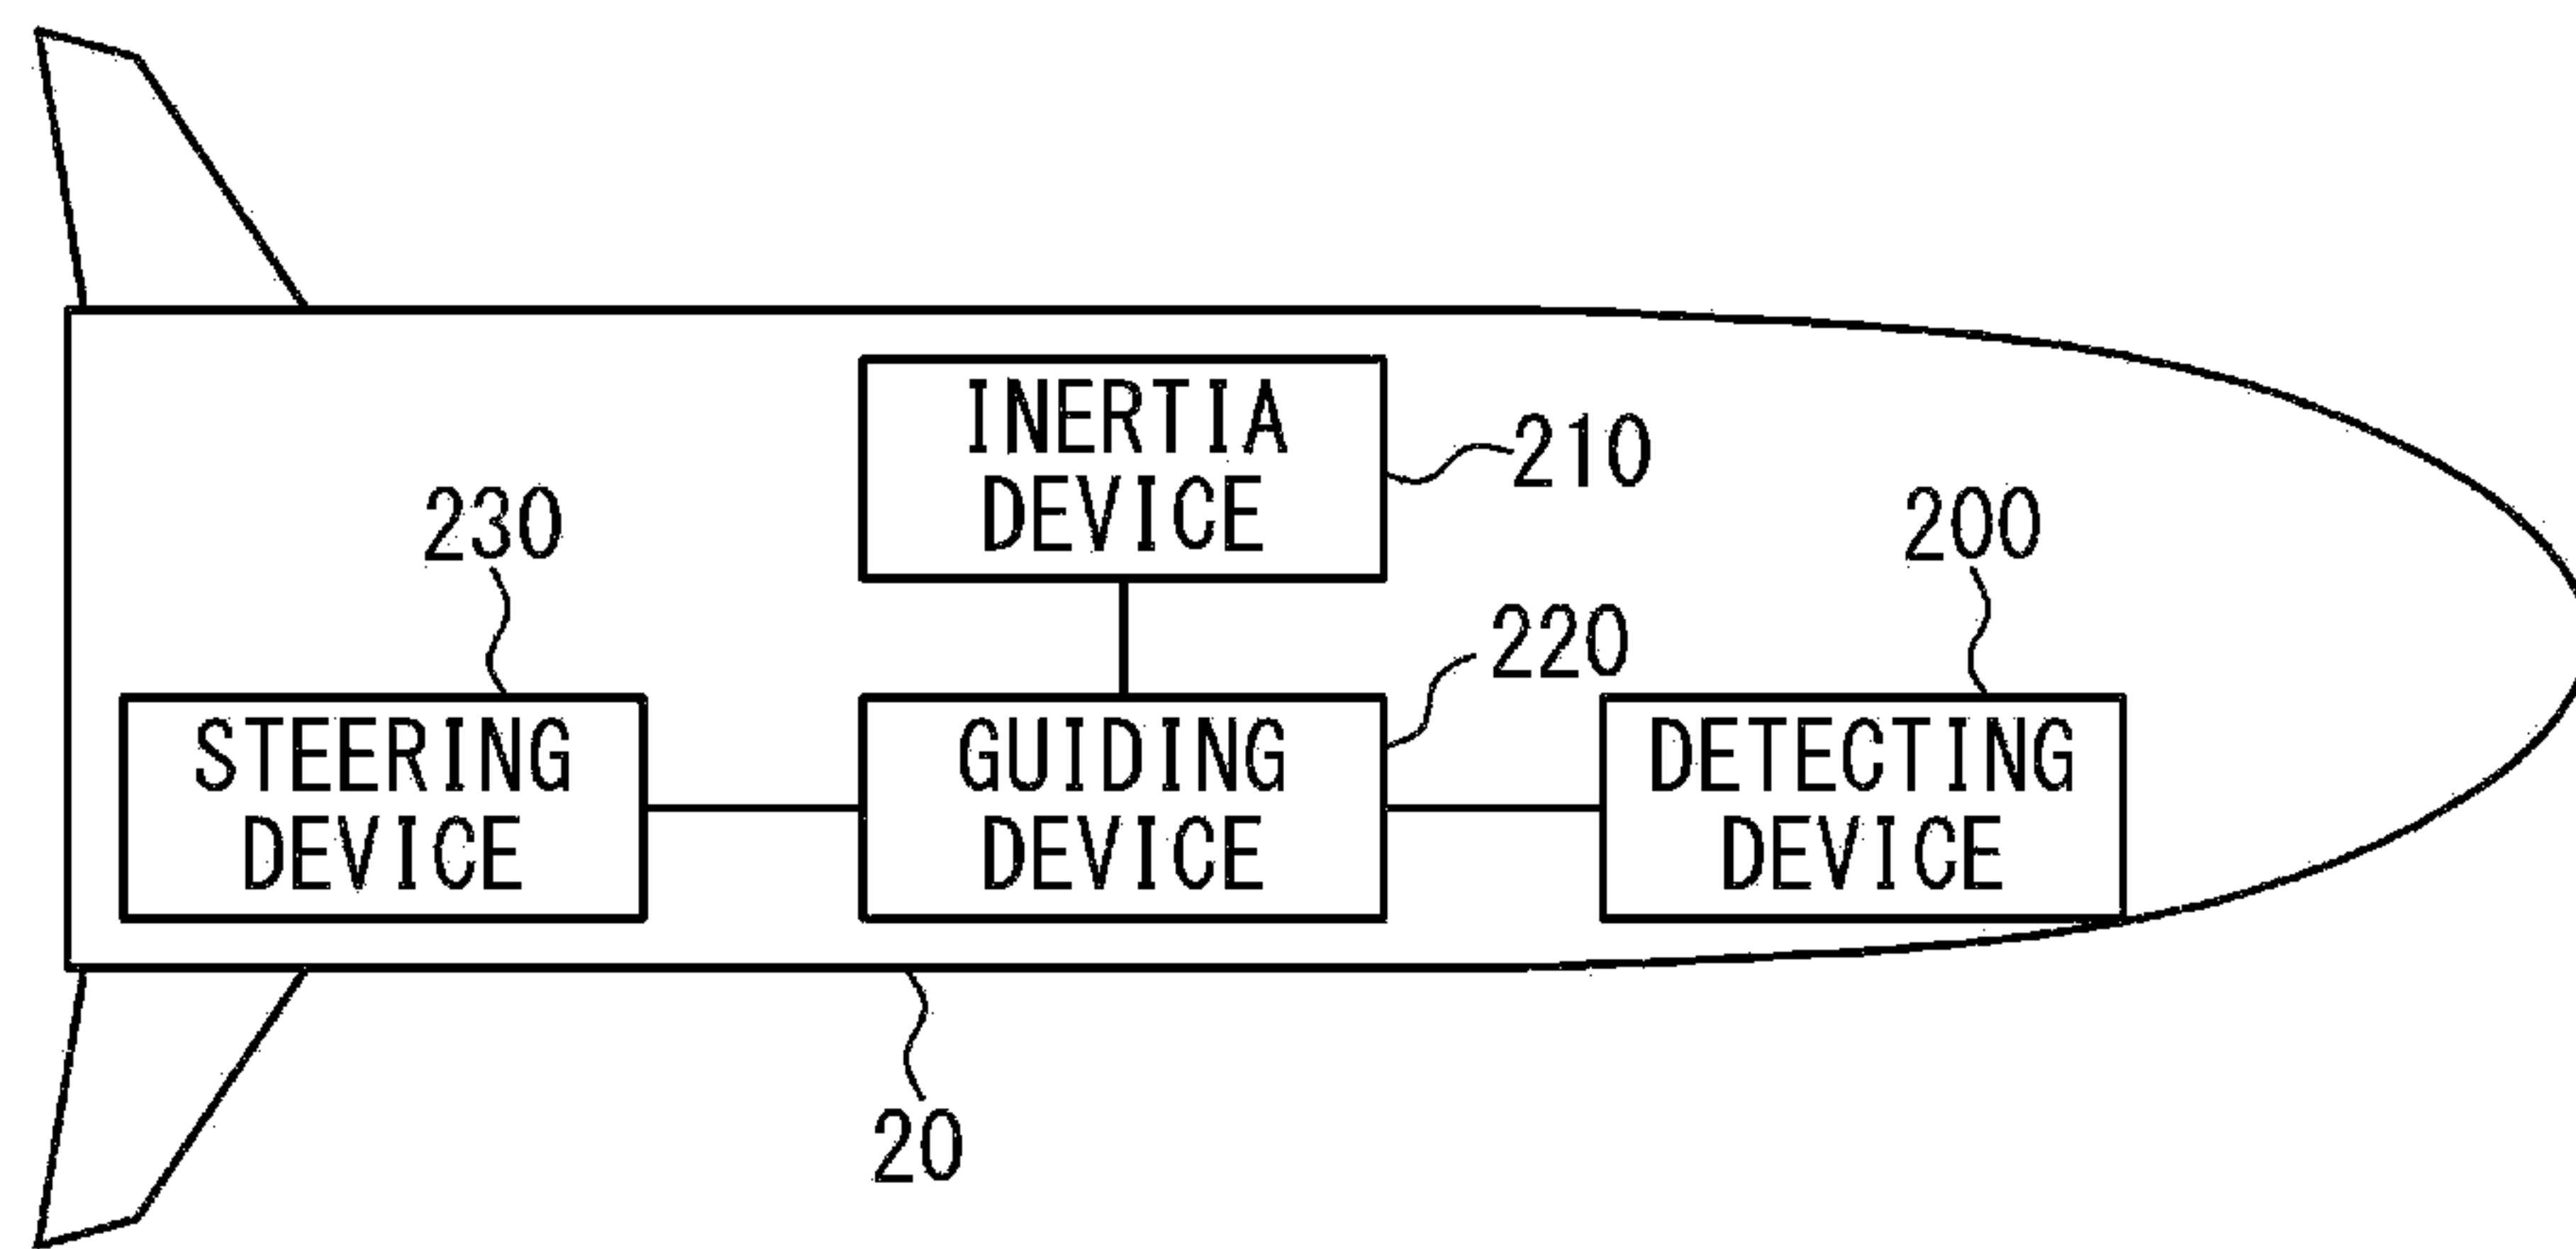 INERTIA
DEVICE
210
230
200
220
STEERING
DEVICE
GUIDING
DEVICE
DETECTING
DEVICE
20